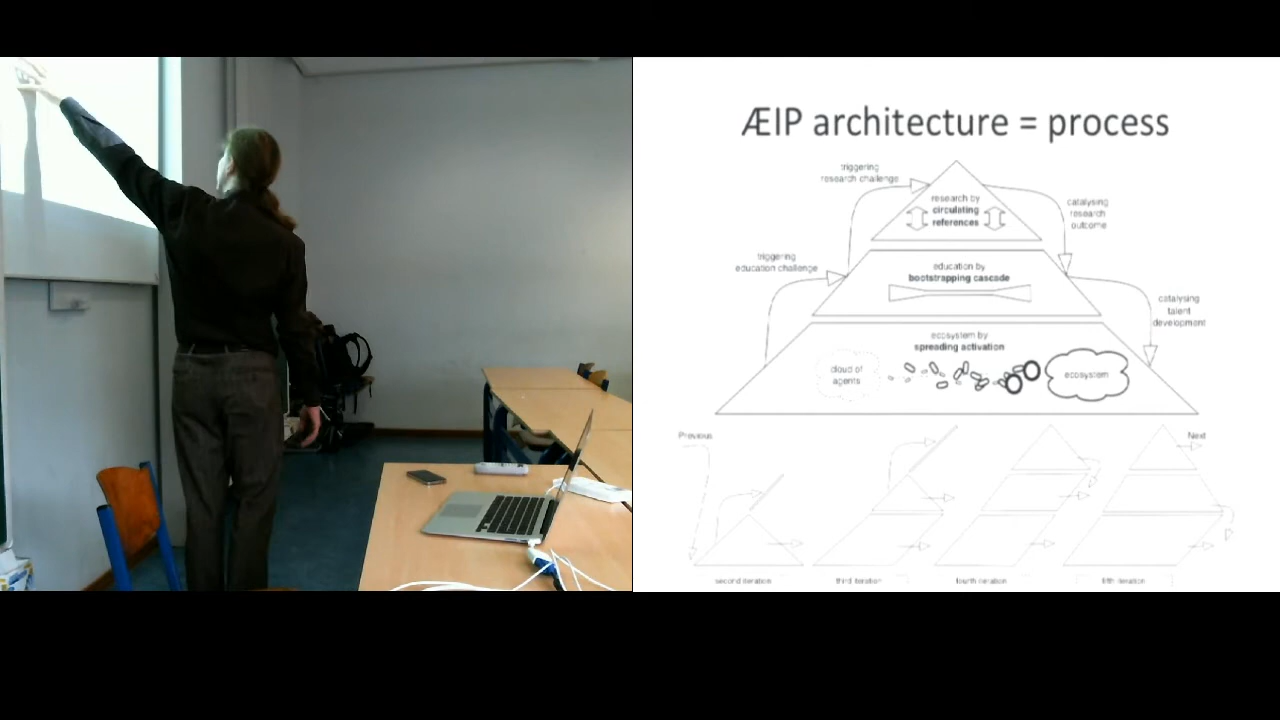 ÆIP architecture = process
triggering
research challenge
research by
circulating
references
catalysing
research
outcome
triggering
education challenge
education by
bootstrapping cascade
catalysing
talent
development
ecosystem by
spreading activation
cloud of
agents
ecosystem
Previous
Next
second iteration
third iteration
fourth iteration
fifth iteration